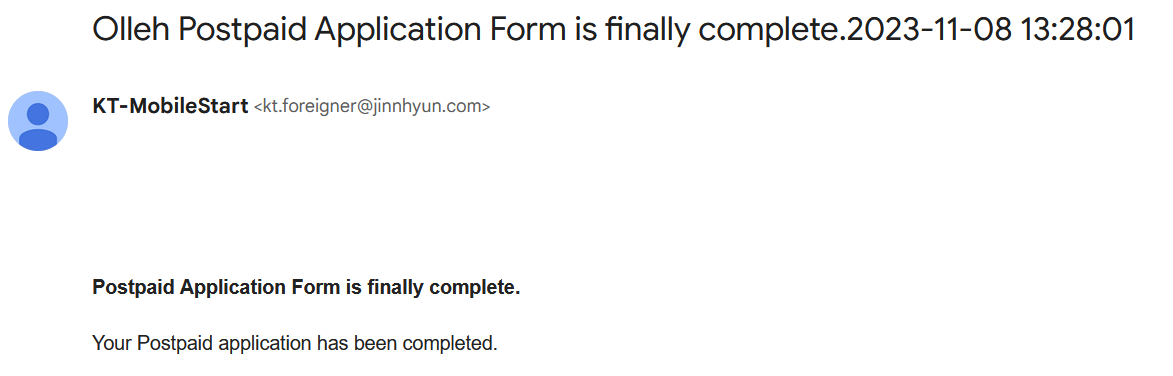 Olleh Postpaid Application Form is finally complete.2023-11-08 13:28:01
KT-MobileStart <kt.foreigner@jinnhyun.com>
Postpaid Application Form is finally complete.
Your Postpaid application has been completed.